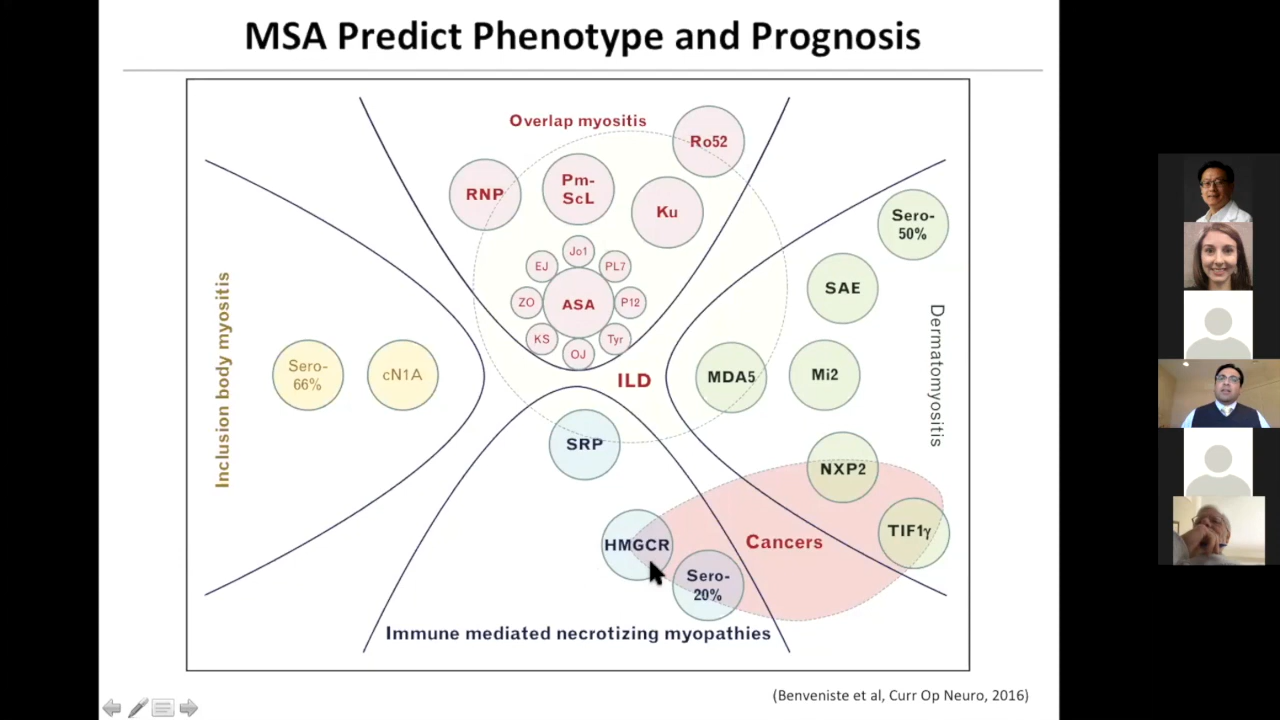 MSA Predict Phenotype and Prognosis
Overlap myositis
Ro52
RNP
Pm-
ScL
Ku
Jo1
EJ
PL7
ZO
ASA
P12
KS
Tyr
OJ
ILD
Inclusion body myositis
Sero-
66%
cN1A
Sero-
50%
SAE
MDA5
Mi2
Dermatomyositis
SRP
NXP2
TIF1γ
HMGCR
Cancers
Sero-
20%
Immune mediated necrotizing myopathies
(Benveniste et al, Curr Op Neuro, 2016)